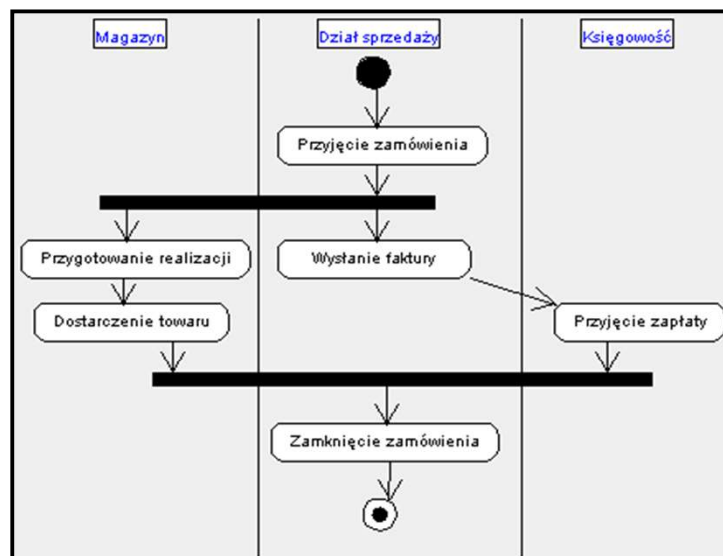 Magazyn
Dział sprzedaży
Księgowość
Przyjęcie zamówienia
Przygotowanie realizacji
Wysłanie faktury
Dostarczenie towaru
Przyjęcie zapłaty
Zamknięcie zamówienia